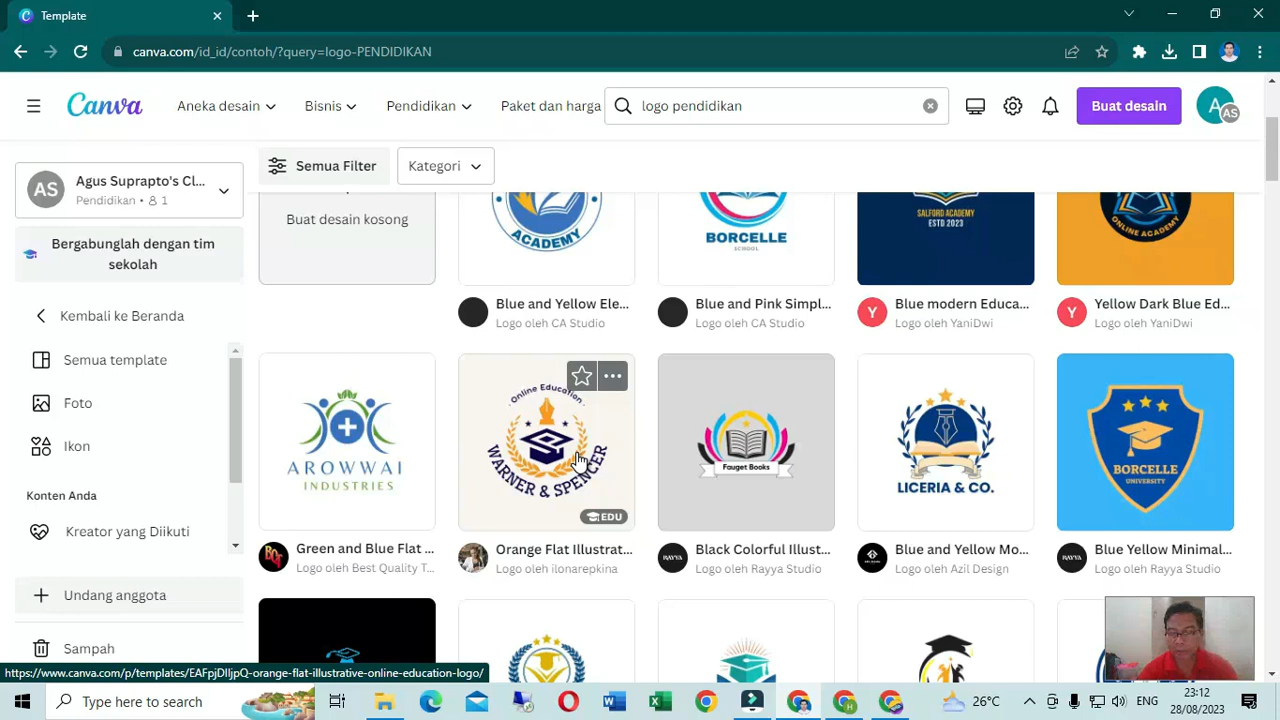 Template
canva.com/id_id/contoh/?query=logo-PENDIDIKAN
Canva
Aneka desain
Bisnis
Pendidikan
Paket dan harga
logo pendidikan
Buat desain
A
AS
AS
Agus Suprapto's Cl...
Pendidikan • 1
Semua Filter
Kategori
Bergabunglah dengan tim
sekolah
Kembali ke Beranda
Semua template
Foto
Ikon
Konten Anda
Kreator yang Diikuti
Undang anggota
Sampah
Buat desain kosong
ACADEMY
BORCELLE
SCHOOL
SALFORD ACADEMY
ESTD 2023
ONLINE ACADEMY
Blue and Yellow Ele...
Logo oleh CA Studio
Blue and Pink Simpl...
Logo oleh CA Studio
Y
Blue modern Educa...
Logo oleh YaniDwi
Y
Yellow Dark Blue Ed...
Logo oleh YaniDwi
AROWWAI
INDUSTRIES
Online Education
WARNER & SPENCER
EDU
Fauget Books
LICERIA & CO.
BORCELLE
UNIVERSITY
Green and Blue Flat ...
Logo oleh Best Quality T...
Orange Flat Illustrat...
Logo oleh ilonarepkina
RAYYA
Black Colorful Illust...
Logo oleh Rayya Studio
Blue and Yellow Mo...
Logo oleh Azil Design
RAYYA
Blue Yellow Minimal...
Logo oleh Rayya Studio
https://www.canva.com/p/templates/EAFpjDlIjpQ-orange-flat-illustrative-online-education-logo/
Type here to search
26°C
ENG
23:12
28/08/2023